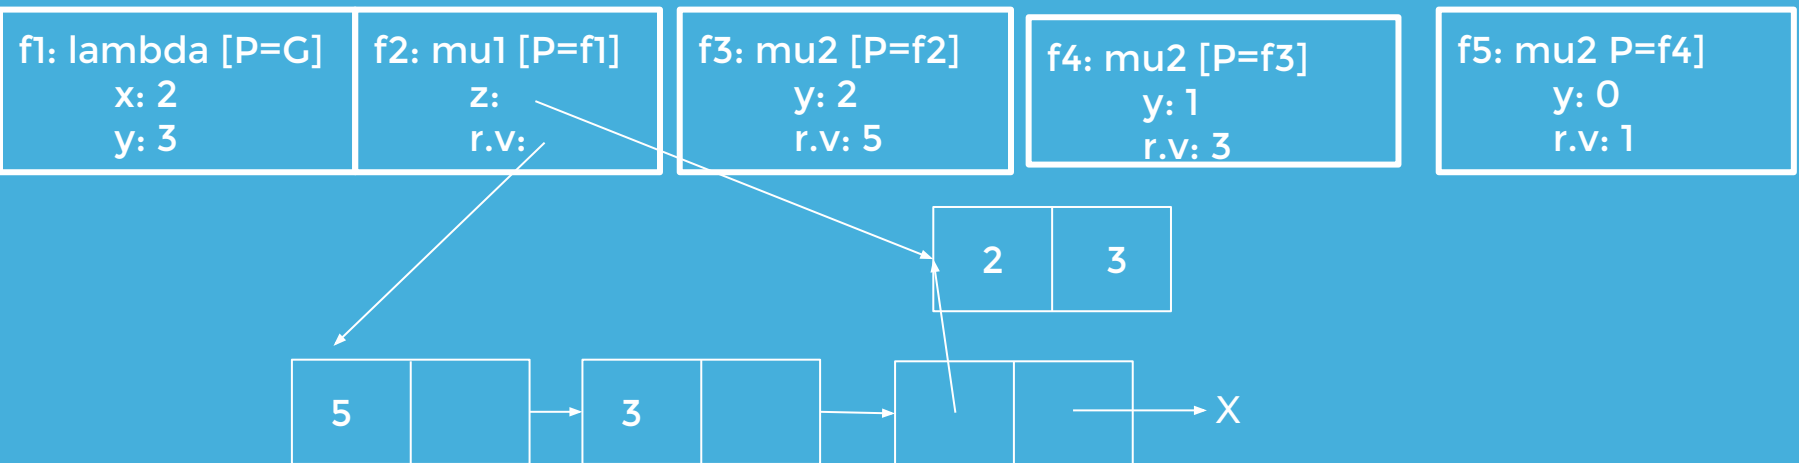 f1: lambda [P=G]
x: 2
y: 3
f2: mu1 [P=f1]
z:
r.v:
f3: mu2 [P=f2]
y: 2
r.v: 5
f4: mu2 [P=f3]
y: 1
r.v: 3
f5: mu2 P=f4]
y: 0
r.v: 1
2 3
5 3 X